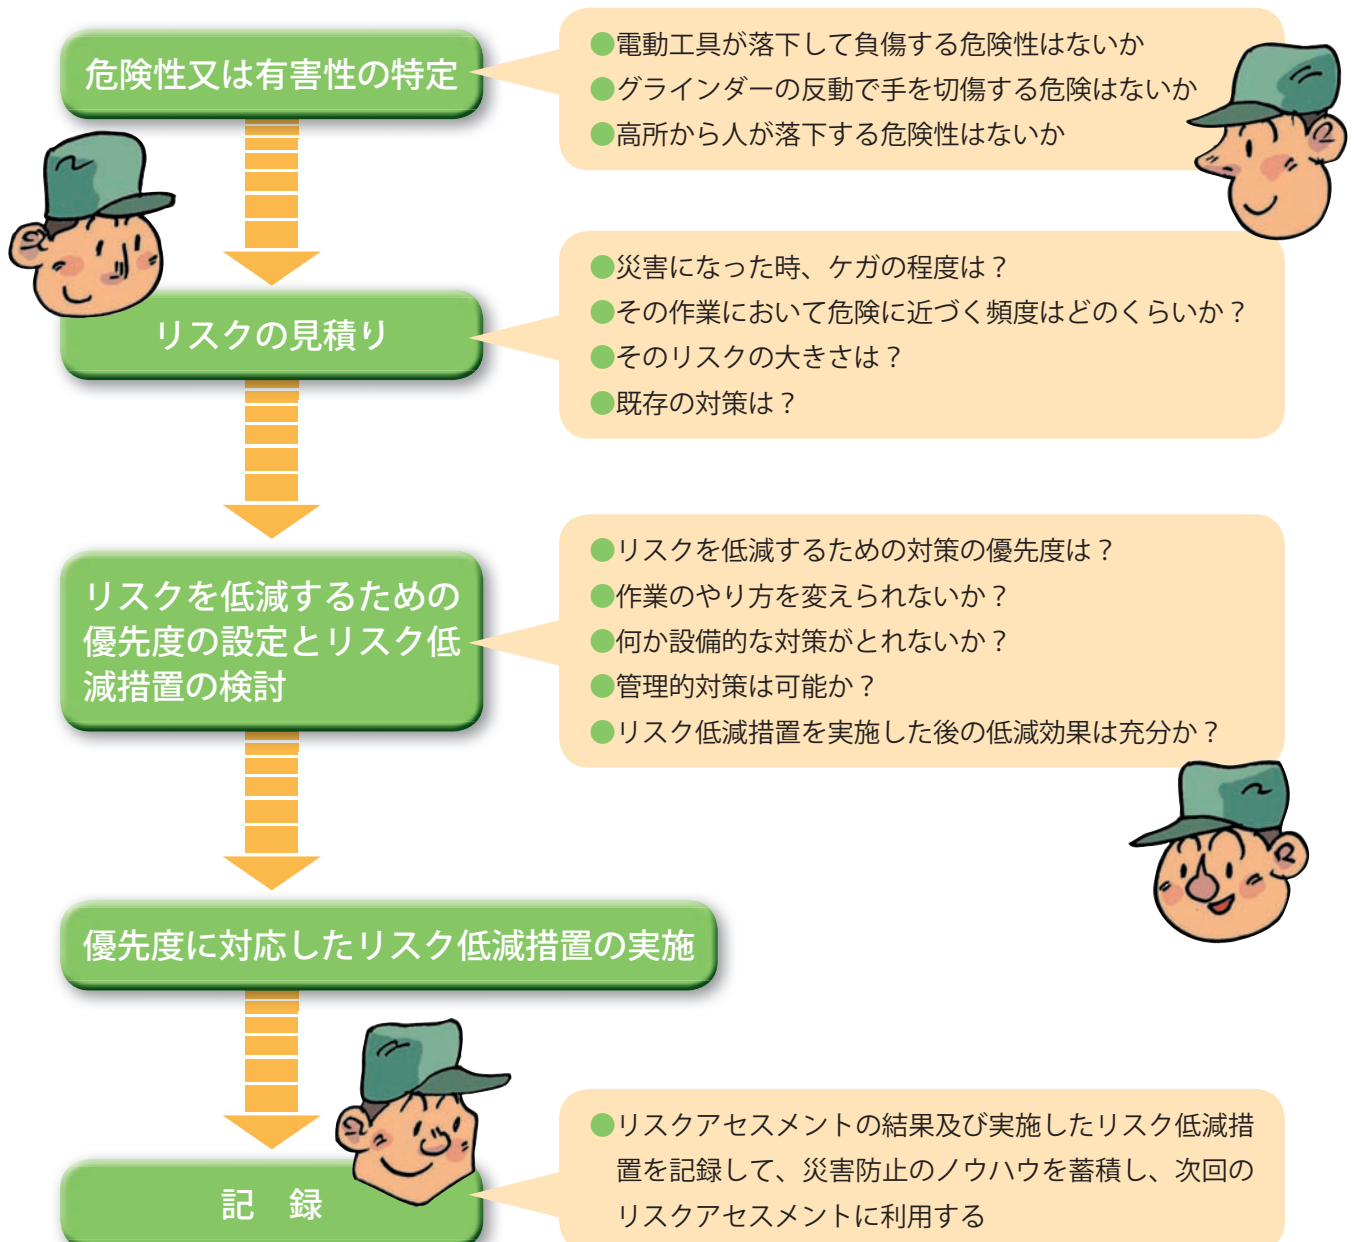 危険性又は有害性の特定
●電動工具が落下して負傷する危険性はないか
●グラインダーの反動で手を切傷する危険はないか
●高所から人が落下する危険性はないか
リスクの見積り
●災害になった時、ケガの程度は？
●その作業において危険に近づく頻度はどのくらいか？
●そのリスクの大きさは？
●既存の対策は？
リスクを低減するための
優先度の設定とリスク低
減措置の検討
●リスクを低減するための対策の優先度は？
●作業のやり方を変えられないか？
●何か設備的な対策がとれないか？
●管理的対策は可能か？
●リスク低減措置を実施した後の低減効果は充分か？
優先度に対応したリスク低減措置の実施
記　録
●リスクアセスメントの結果及び実施したリスク低減措
置を記録して、災害防止のノウハウを蓄積し、次回の
リスクアセスメントに利用する